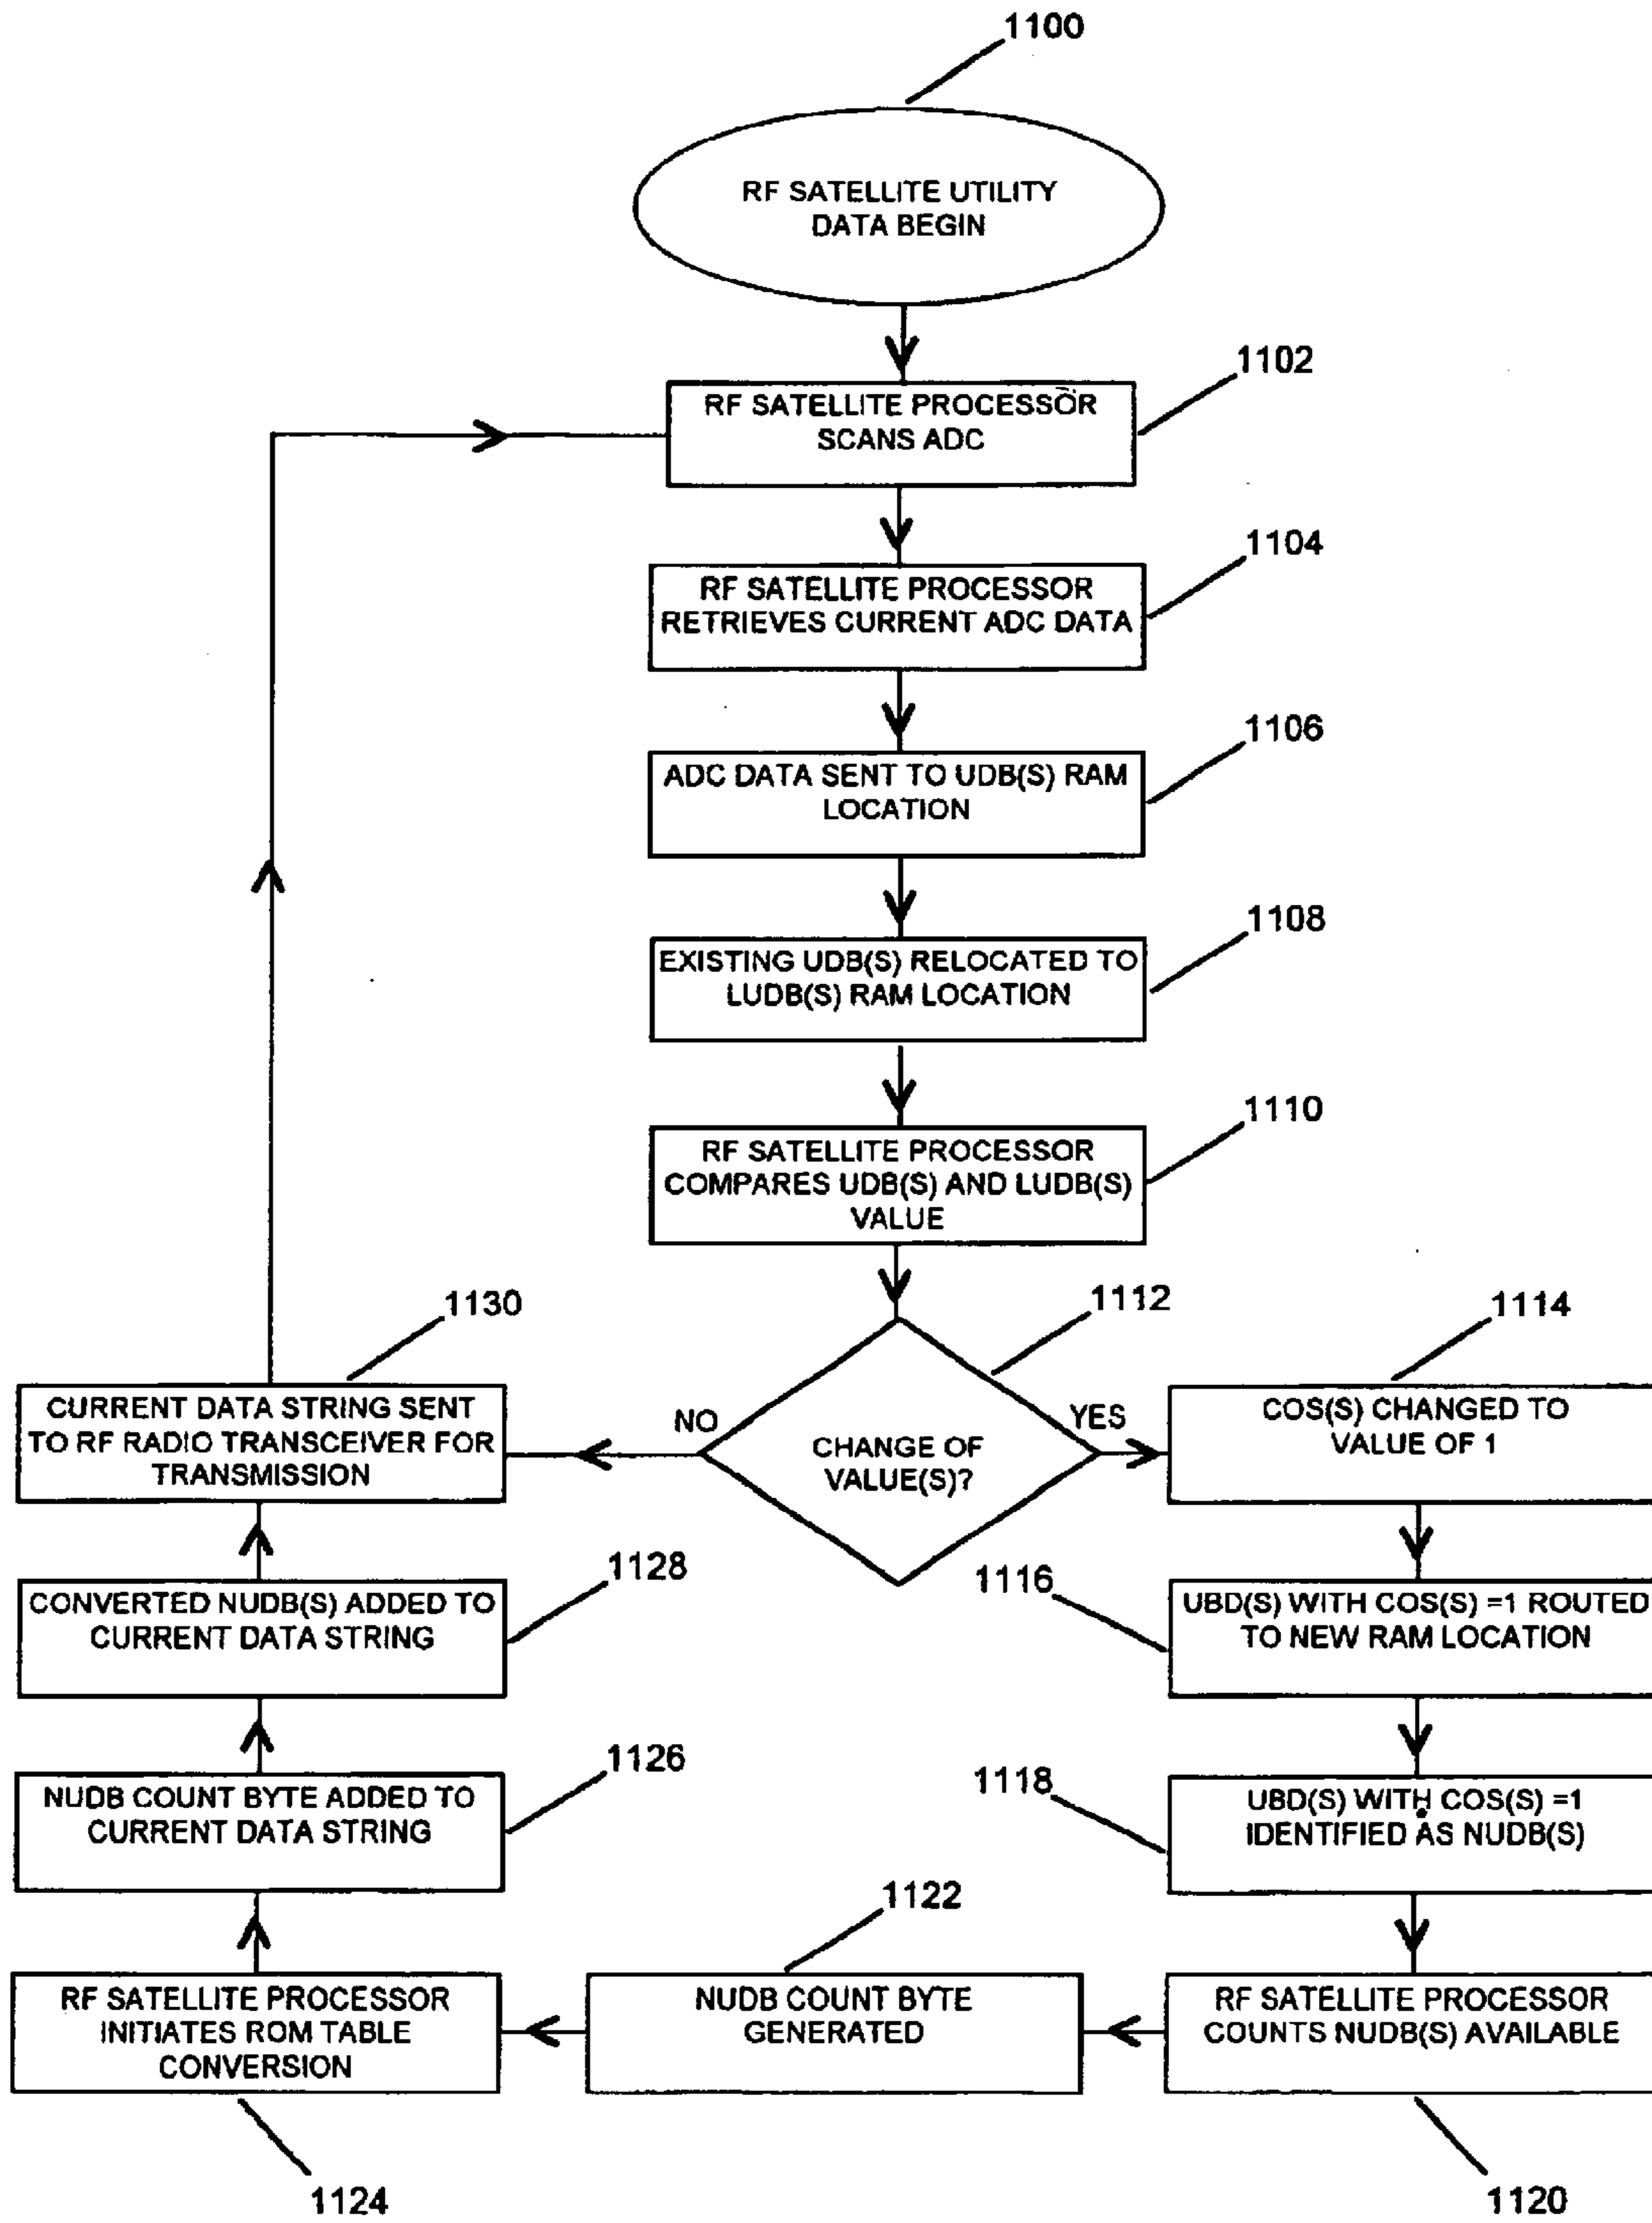 1100
RF SATELLITE UTILITY
DATA BEGIN
1102
RF SATELLITE PROCESSOR
SCANS ADC
1104
RF SATELLITE PROCESSOR
RETRIEVES CURRENT ADC DATA
1106
ADC DATA SENT TO UDB(S) RAM
LOCATION
1108
EXISTING UDB(S) RELOCATED TO
LUDB(S) RAM LOCATION
1110
RF SATELLITE PROCESSOR
COMPARES UDB(S) AND LUDB(S)
VALUE
1112
CHANGE OF
VALUE(S)?
NO
YES
1114
COS(S) CHANGED TO
VALUE OF 1
1116
UBD(S) WITH COS(S) =1 ROUTED
TO NEW RAM LOCATION
1118
UBD(S) WITH COS(S) =1
IDENTIFIED AS NUDB(S)
1120
RF SATELLITE PROCESSOR
COUNTS NUDB(S) AVAILABLE
1122
NUDB COUNT BYTE
GENERATED
1124
RF SATELLITE PROCESSOR
INITIATES ROM TABLE
CONVERSION
1126
NUDB COUNT BYTE ADDED TO
CURRENT DATA STRING
1128
CONVERTED NUDB(S) ADDED TO
CURRENT DATA STRING
1130
CURRENT DATA STRING SENT
TO RF RADIO TRANSCEIVER FOR
TRANSMISSION